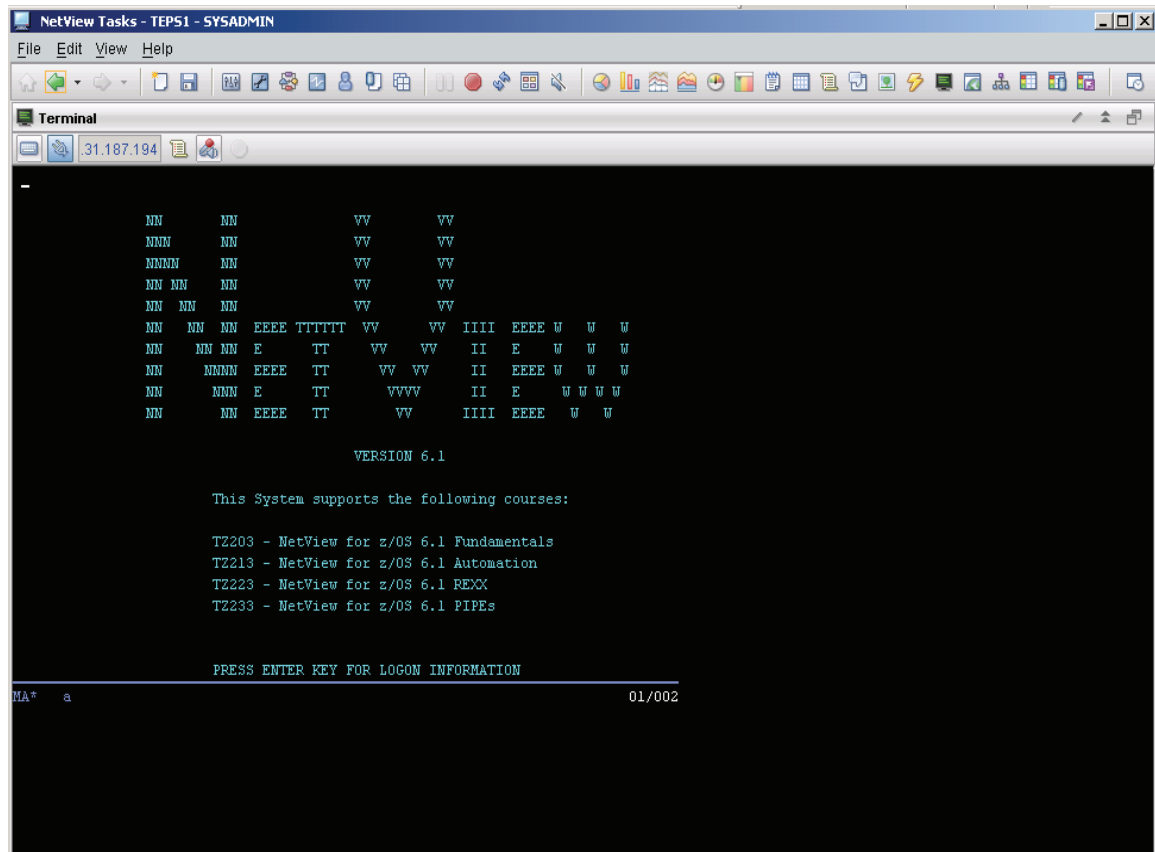 NetView Tasks - TEPS1 - SYSADMIN
File Edit View Help
Terminal
.31.187.194
NN NN VV VV
NNN NN VV VV
NNNN NN VV VV
NN NN NN VV VV
NN NN NN VV VV
NN NN NN EEEE TTTTTT VV VV IIII EEEE W W W
NN NN NN E TT VV VV II E W W W
NN NNNN EEEE TT VV VV II EEEE W W W
NN NNN E TT VVVV II E W W W W
NN NN EEEE TT VV IIII EEEE W W
VERSION 6.1
This System supports the following courses:
TZ203 - NetView for z/OS 6.1 Fundamentals
TZ213 - NetView for z/OS 6.1 Automation
TZ223 - NetView for z/OS 6.1 REXX
TZ233 - NetView for z/OS 6.1 PIPEs
PRESS ENTER KEY FOR LOGON INFORMATION
MA* a 01/002